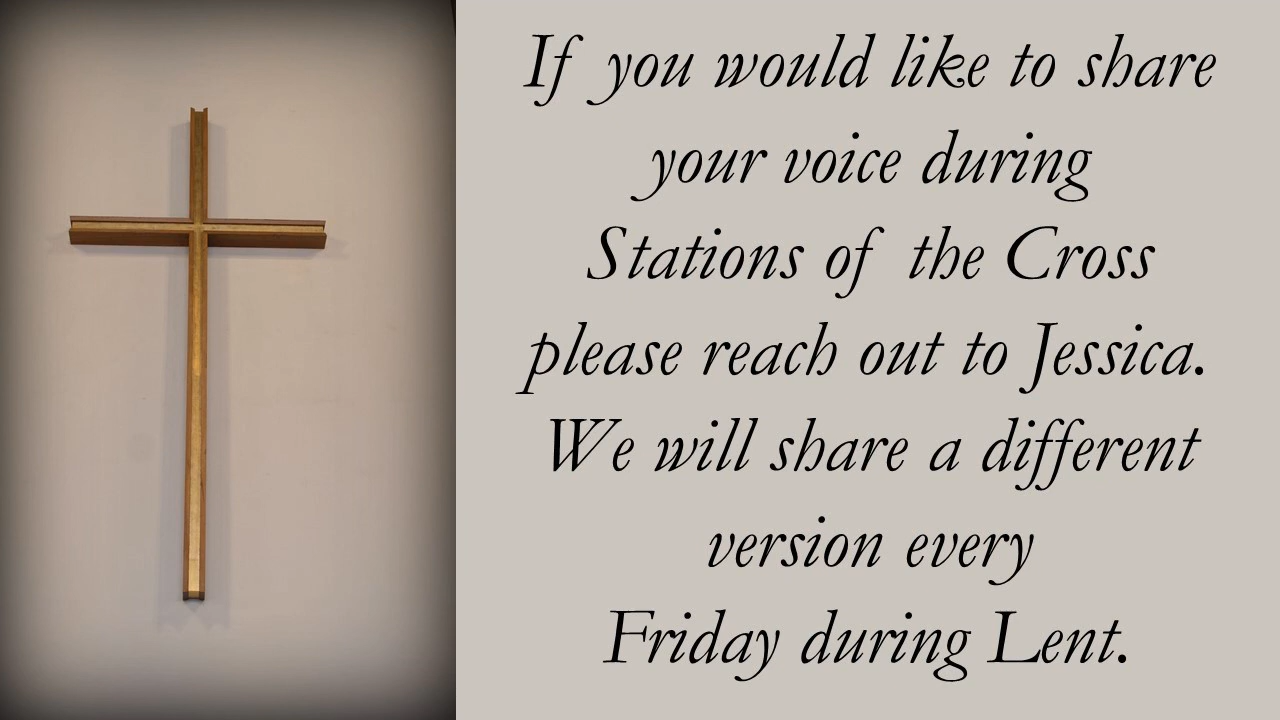 If you would like to share
your voice during
Stations of the Cross
please reach out to Jessica.
We will share a different
version every
Friday during Lent.